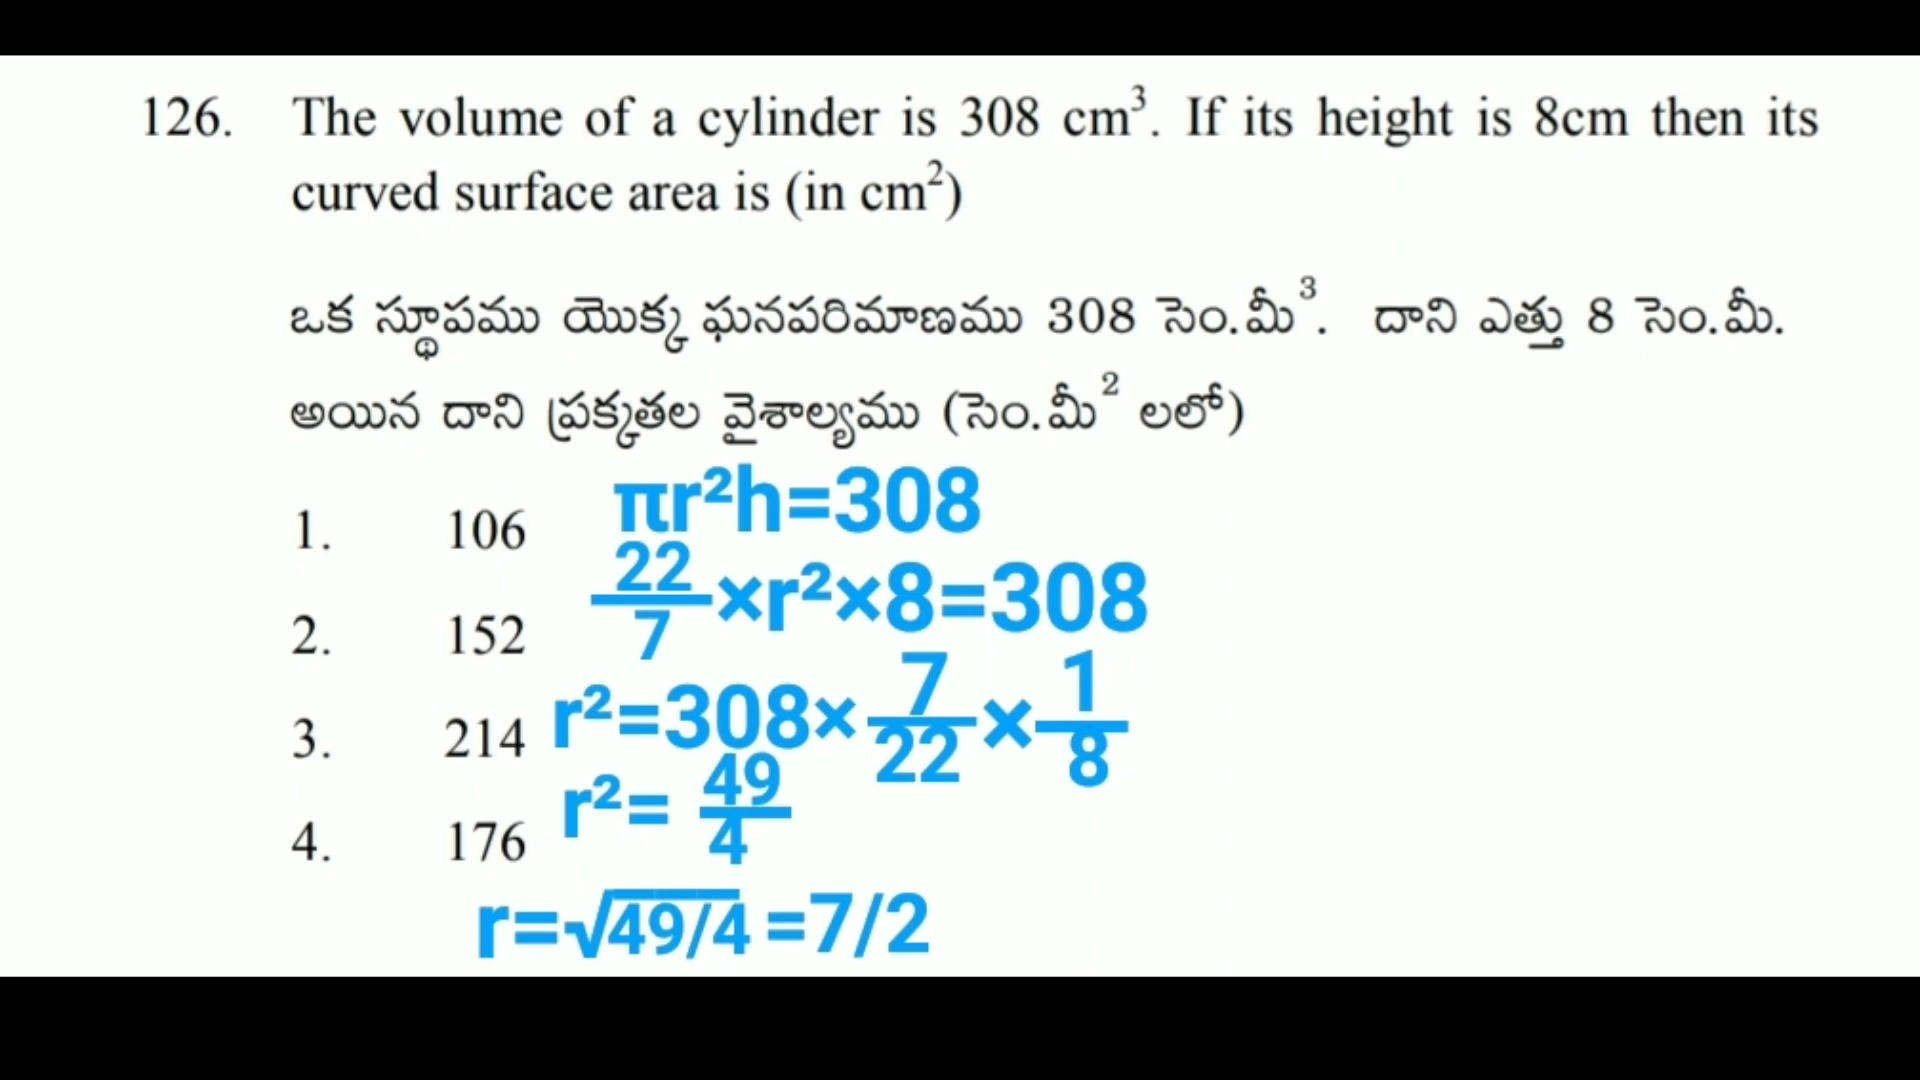 126. The volume of a cylinder is 308 cm³. If its height is 8cm then its
curved surface area is (in cm²)
ఒక స్థూపము యొక్క ఘనపరిమాణము 308 సెం.మీ³. దాని ఎత్తు 8 సెం.మీ.
అయిన దాని ప్రక్కతల వైశాల్యము (సెం.మీ² లలో)
1. 106
2. 152
3. 214
4. 176
πr²h=308
22/7×r²×8=308
r²=308×7/22×1/8
r²= 49/4
r=√49/4=7/2